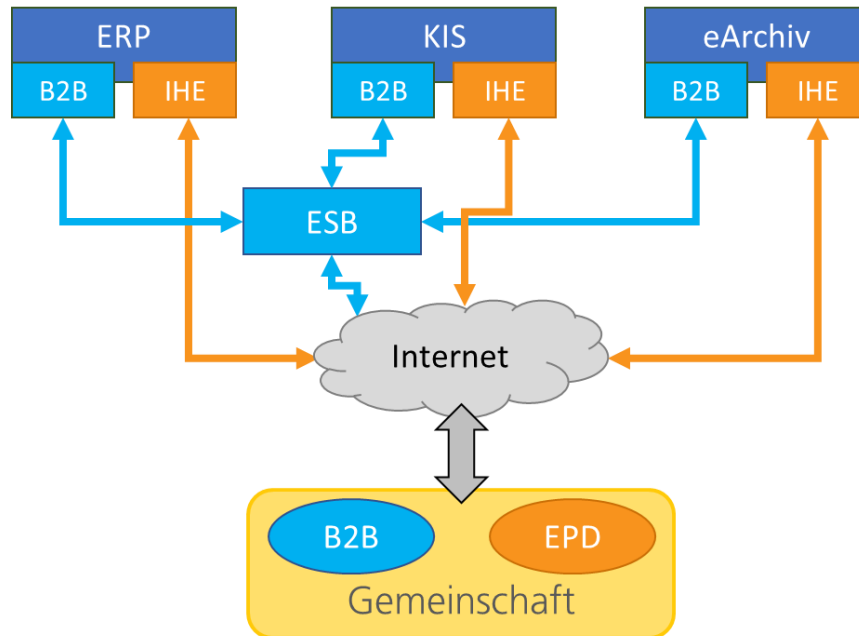 ERP
KIS
eArchiv
B2B
IHE
B2B
IHE
B2B
IHE
ESB
Internet
B2B
EPD
Gemeinschaft